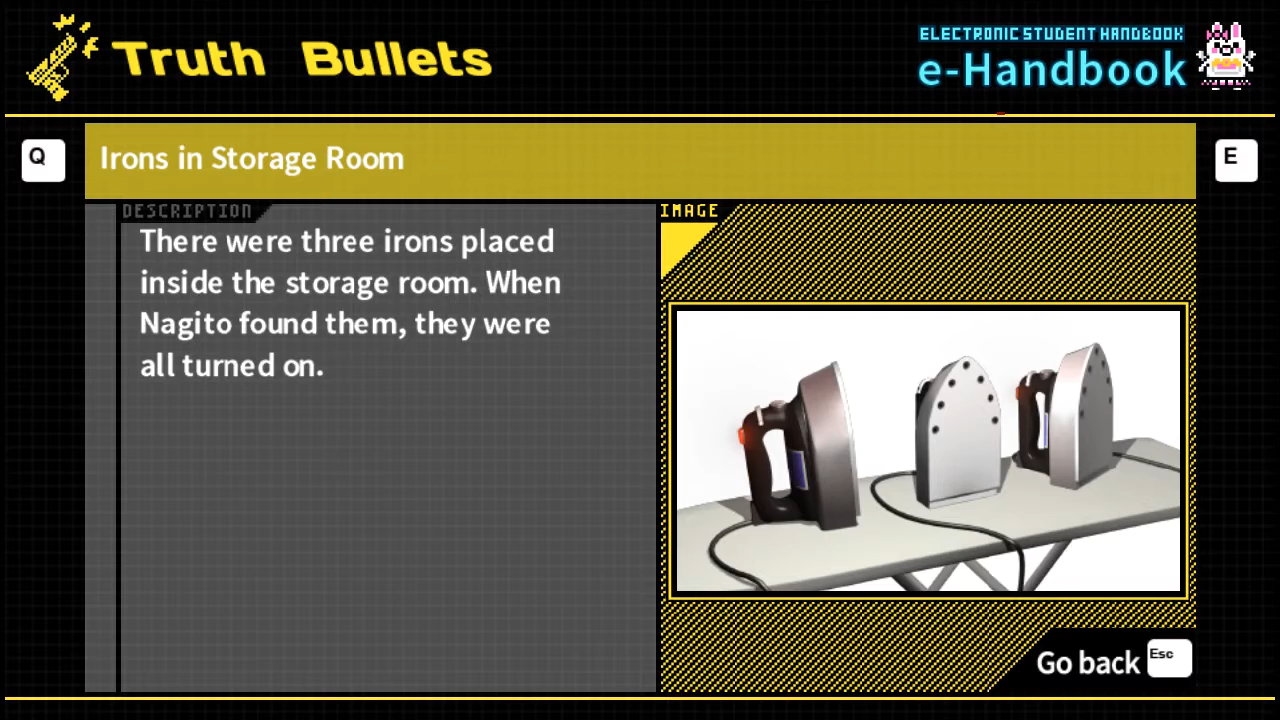 Truth Bullets
ELECTRONIC STUDENT HANDBOOK
e-Handbook
Q
Irons in Storage Room
E
DESCRIPTION
There were three irons placed
inside the storage room. When
Nagito found them, they were
all turned on.
IMAGE
Go back Esc